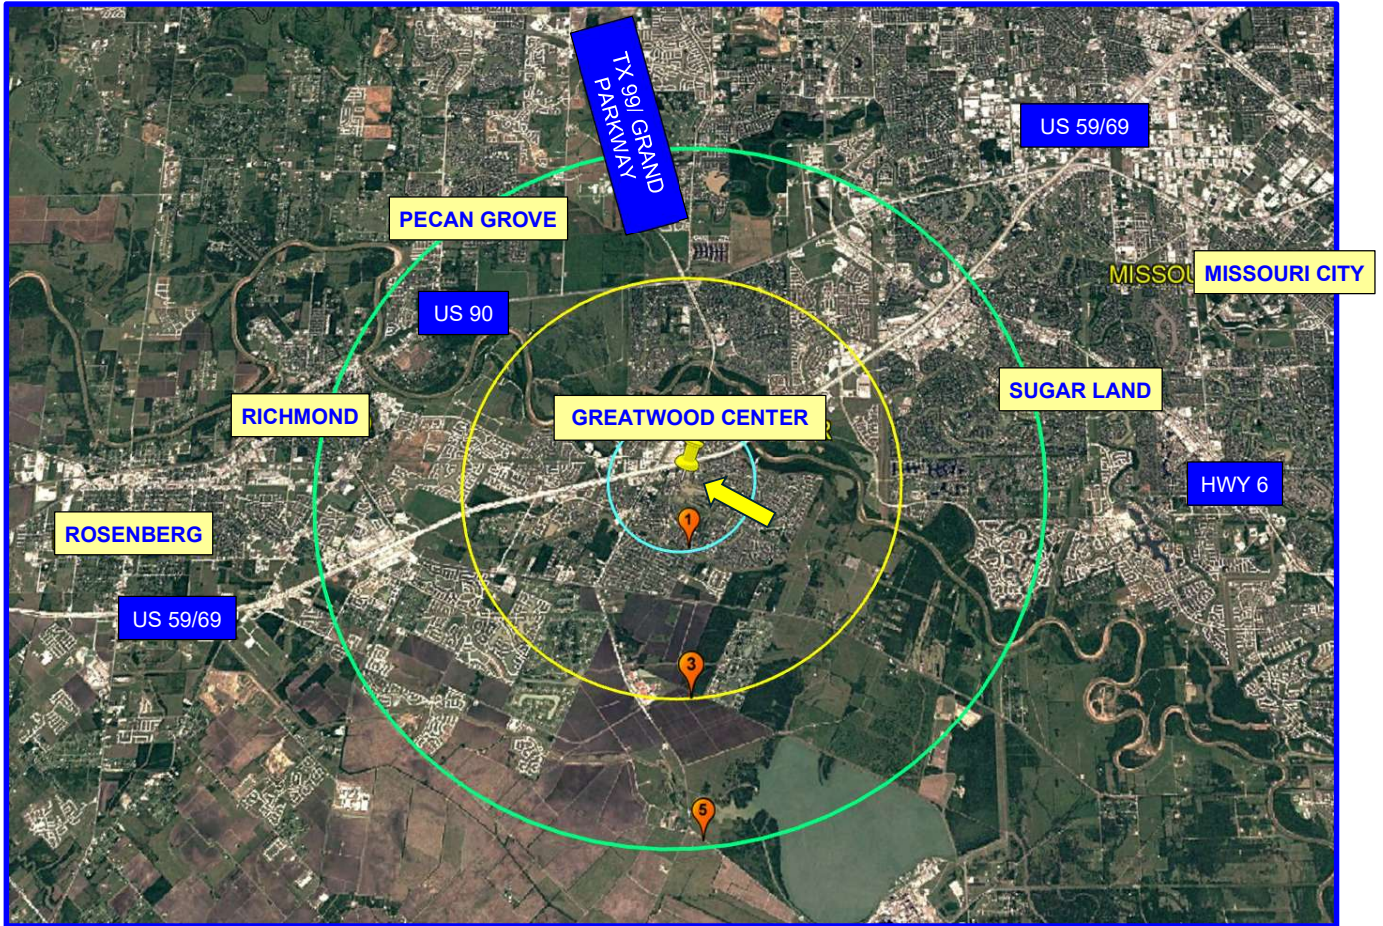 TX 99/ GRAND
PARKWAY
US 59/69
PECAN GROVE
MISSOU
MISSOURI CITY
US 90
SUGAR LAND
RICHMOND
GREATWOOD CENTER
R
HWY 6
1
ROSENBERG
US 59/69
3
5